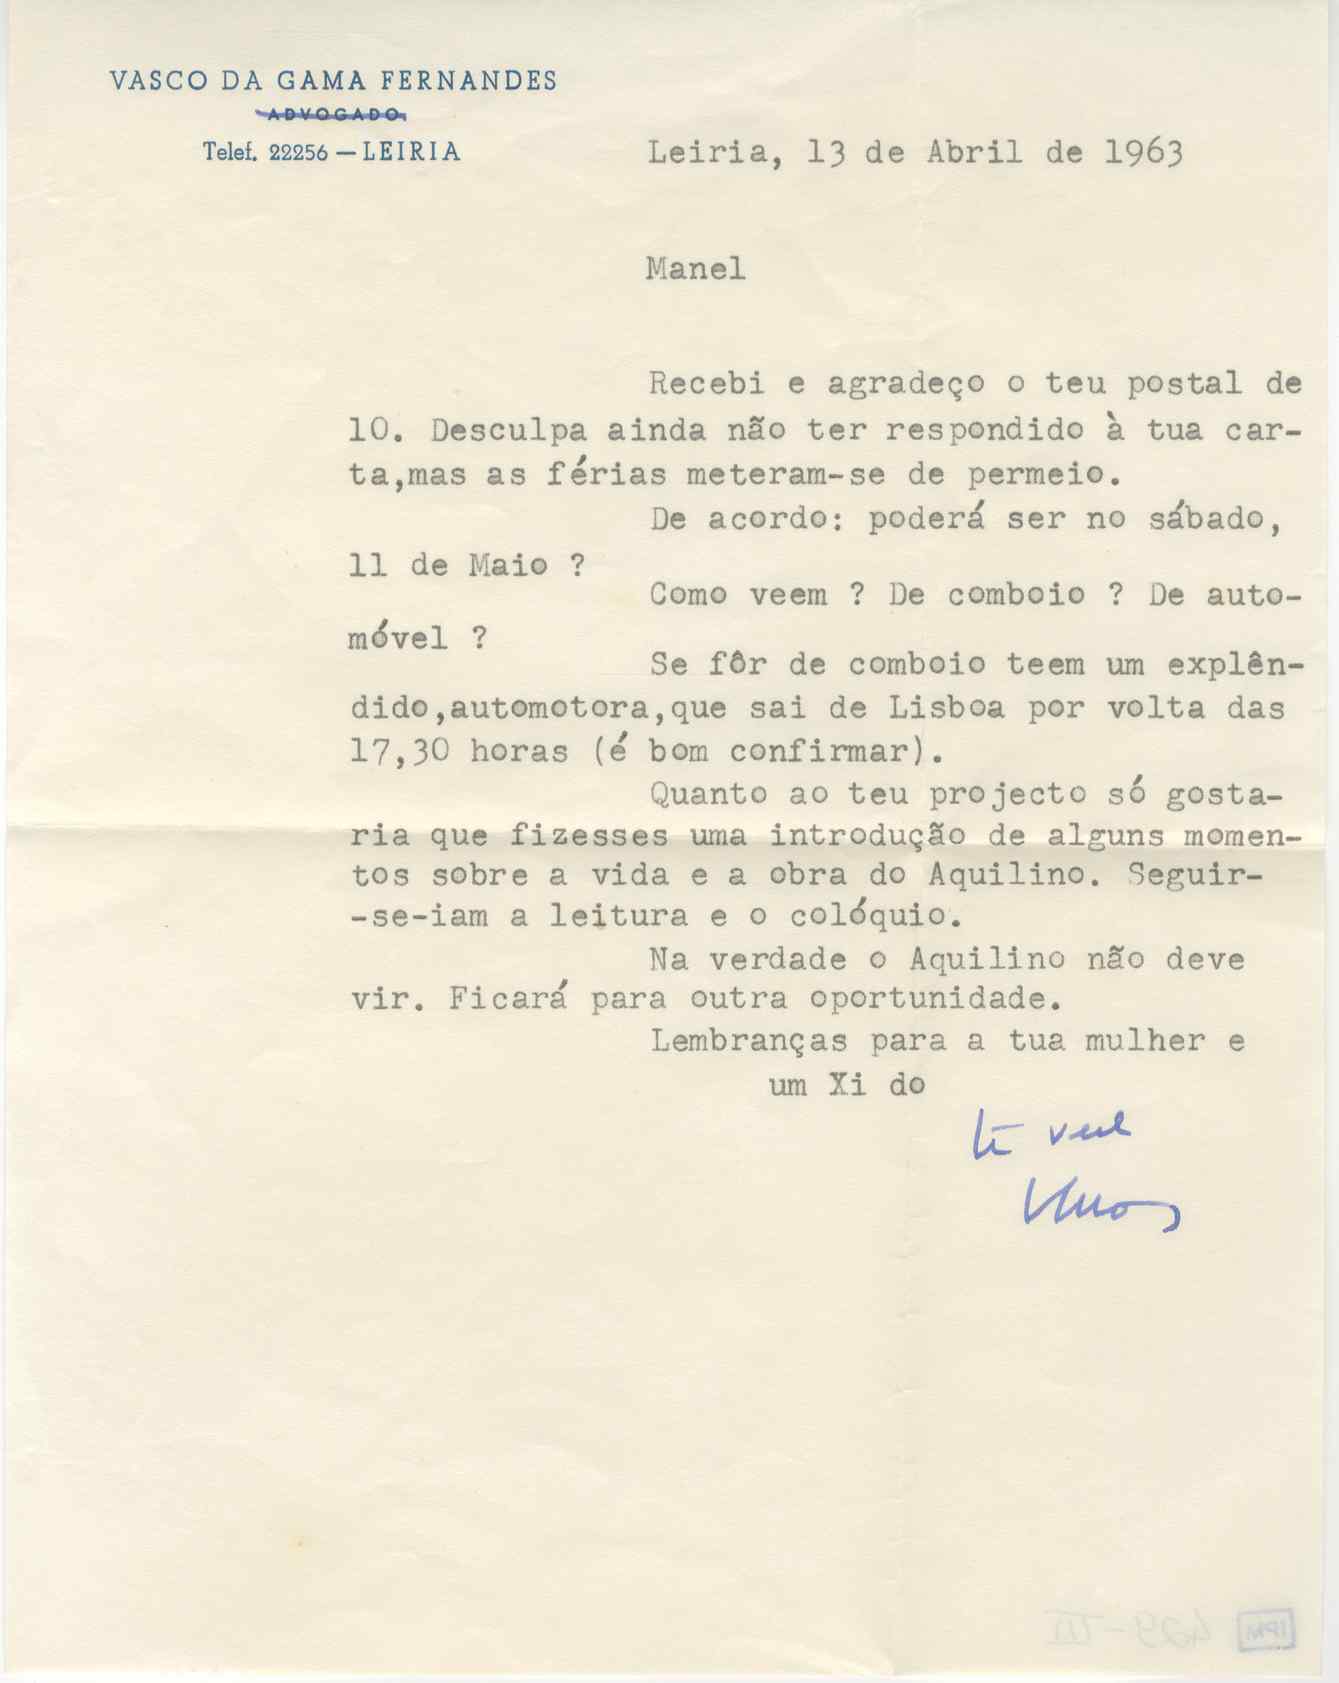 VASCO DA GAMA FERNANDES
ADVOGADO
Telef. 22256 — LEIRIA
Leiria, 13 de Abril de 1963
Manel
Recebi e agradeço o teu postal de
10. Desculpa ainda não ter respondido à tua car-
ta,mas as férias meteram-se de permeio.
De acordo: poderá ser no sábado,
11 de Maio ?
Como veem ? De comboio ? De auto-
móvel ?
Se fôr de comboio teem um explên-
dido,automotora,que sai de Lisboa por volta das
17,30 horas (é bom confirmar).
Quanto ao teu projecto só gosta-
ria que fizesses uma introdução de alguns momen-
tos sobre a vida e a obra do Aquilino. Seguir-
-se-iam a leitura e o colóquio.
Na verdade o Aquilino não deve
vir. Ficará para outra oportunidade.
Lembranças para a tua mulher e
um Xi do
IPM 429-III